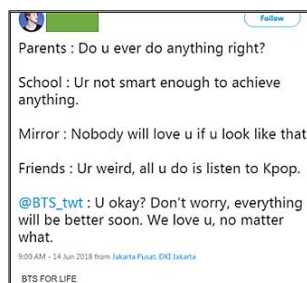 Follow
Parents : Do u ever do anything right?
School : Ur not smart enough to achieve
anything.
Mirror : Nobody will love u if u look like that
Friends : Ur weird, all u do is listen to Kpop.
@BTS_twt : U okay? Don't worry, everything
will be better soon. We love u, no matter
what.
9:00 AM - 14 Jun 2018 from Jakarta Pusat, DKI Jakarta
BTS FOR LIFE